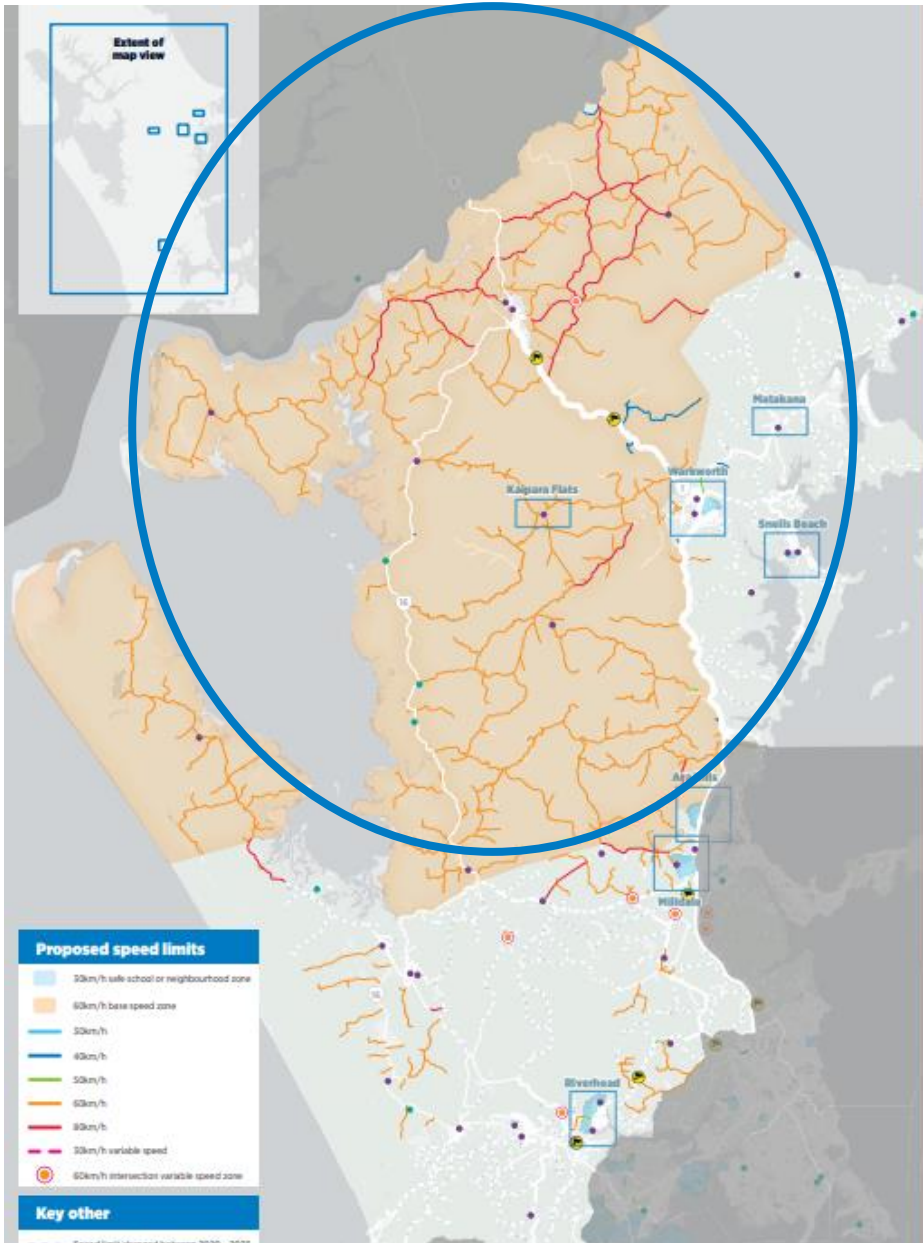 Extent of
map view
1
Matakana
Warkworth
1
Kaipara Flats
Snells Beach
16
Milldale
16
Riverhead
Proposed speed limits
30km/h safe school or neighbourhood zone
60km/h base speed zone
30km/h
40km/h
50km/h
60km/h
80km/h
30km/h variable speed
60km/h intersection variable speed zone
Key other